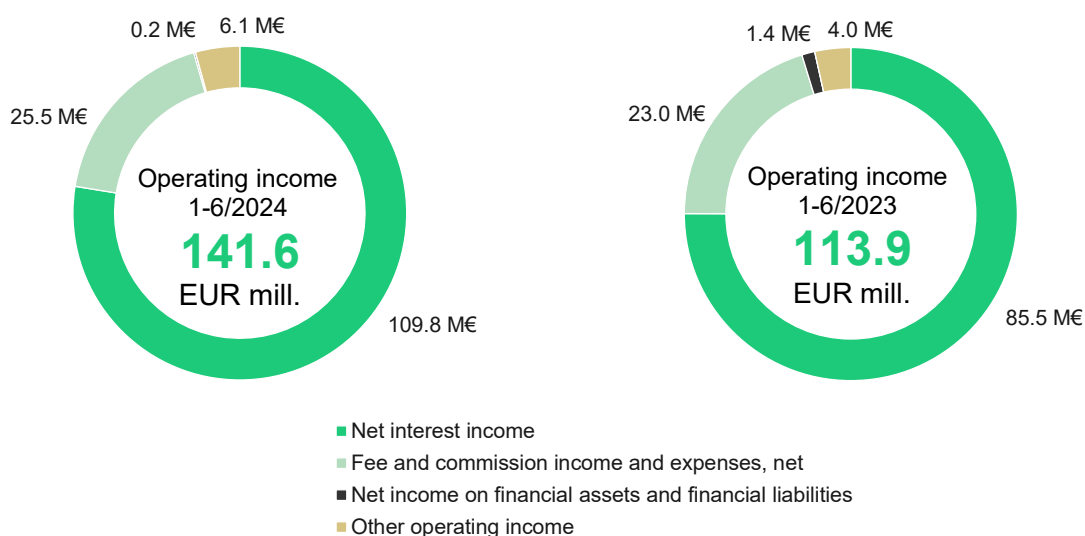 0.2 M€
6.1 M€
25.5 M€
Operating income
1-6/2024
141.6
EUR mill.
109.8 M€
1.4 M€
4.0 M€
23.0 M€
Operating income
1-6/2023
113.9
EUR mill.
85.5 M€
Net interest income
Fee and commission income and expenses, net
Net income on financial assets and financial liabilities
Other operating income